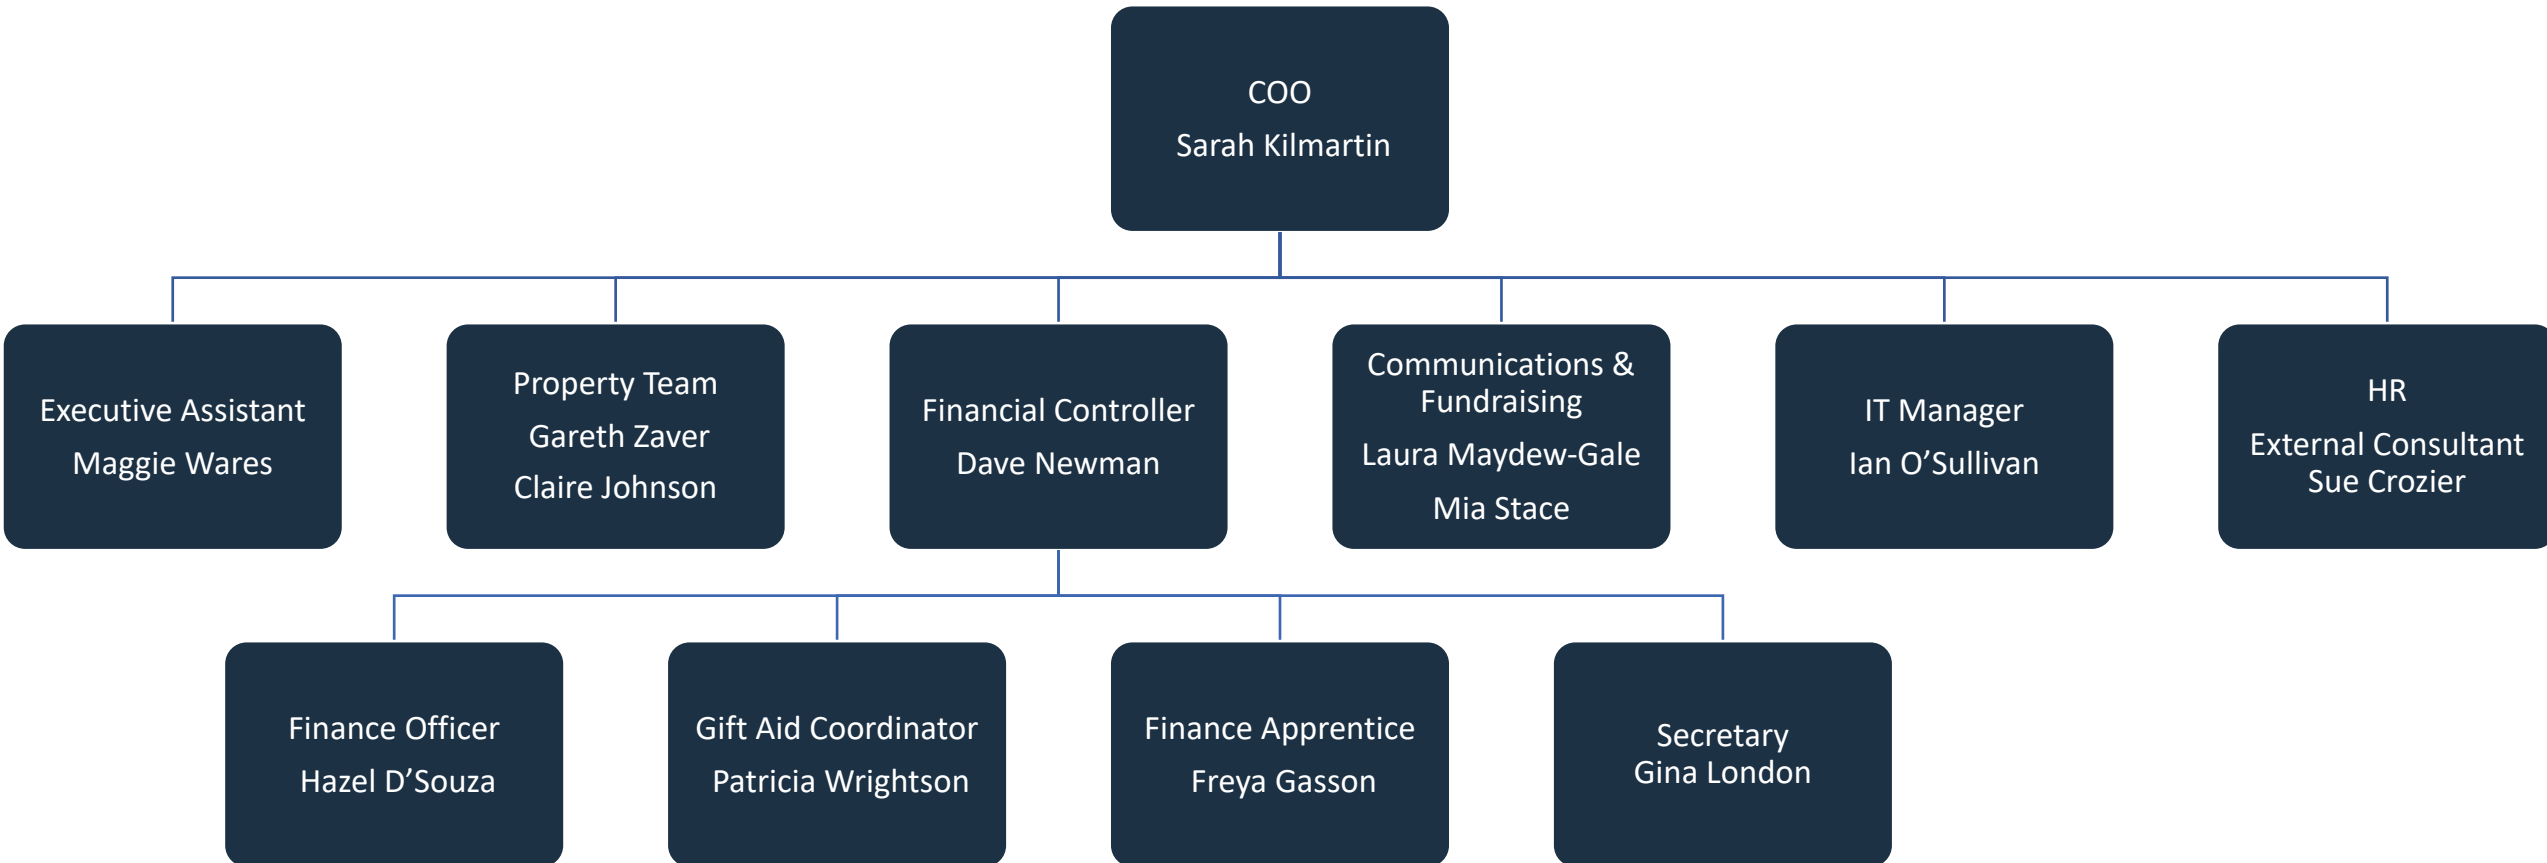 COO
Sarah Kilmartin
Executive Assistant
Maggie Wares
Property Team
Gareth Zaver
Claire Johnson
Financial Controller
Dave Newman
Communications &
Fundraising
Laura Maydew-Gale
Mia Stace
IT Manager
Ian O’Sullivan
HR
External Consultant
Sue Crozier
Finance Officer
Hazel D’Souza
Gift Aid Coordinator
Patricia Wrightson
Finance Apprentice
Freya Gasson
Secretary
Gina London